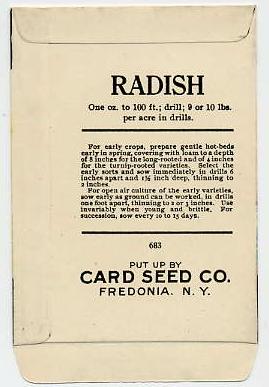 RADISH
One oz. to 100 ft.; drill; 9 or 10 lbs.
per acre in drills.
For early crops, prepare gentle hot-beds
early in spring, covering with loam to a depth
of 8 inches for the long-rooted and of 4 inches
for the turnip-rooted varieties. Select the
early sorts and sow immediately in drills 6
inches apart and 1½ inch deep, thinning to
2 inches.
For open air culture of the early varieties,
sow early as ground can be worked, in drills
one foot apart, thinning to 2 or 3 inches. Use
invariably when young and brittle. For
succession, sow every 10 to 15 days.
683
PUT UP BY
CARD SEED CO.
FREDONIA. N. Y.